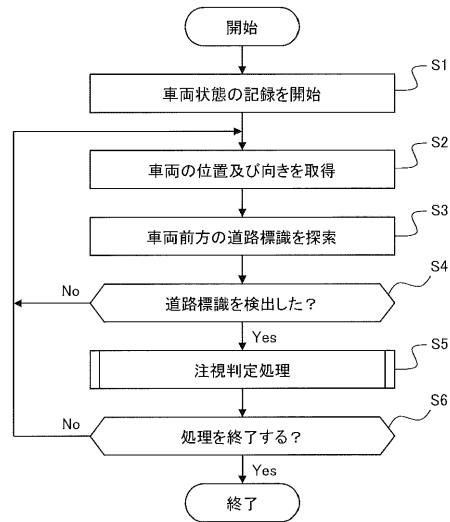 開始
S1
車両状態の記録を開始
S2
車両の位置及び向きを取得
S3
車両前方の道路標識を探索
S4
No
道路標識を検出した?
Yes
S5
注視判定処理
S6
No
処理を終了する?
Yes
終了